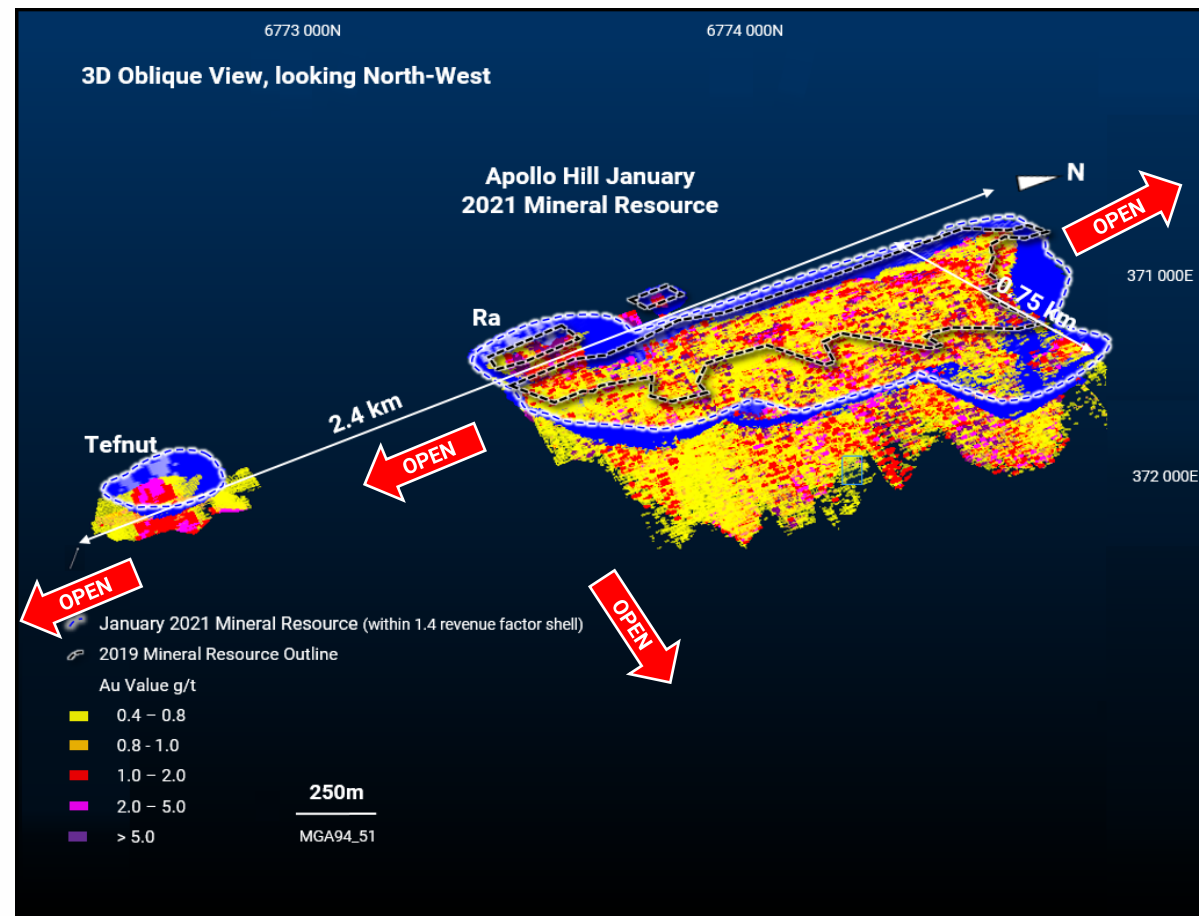 6773 000N
6774 000N
3D Oblique View, looking North-West
Apollo Hill January
2021 Mineral Resource
N
OPEN
371 000E
0.75 km
Ra
2.4 km
OPEN
Tefnut
372 000E
OPEN
OPEN
January 2021 Mineral Resource (within 1.4 revenue factor shell)
2019 Mineral Resource Outline
Au Value g/t
0.4 – 0.8
0.8 - 1.0
1.0 – 2.0
2.0 – 5.0
> 5.0
250m
MGA94_51